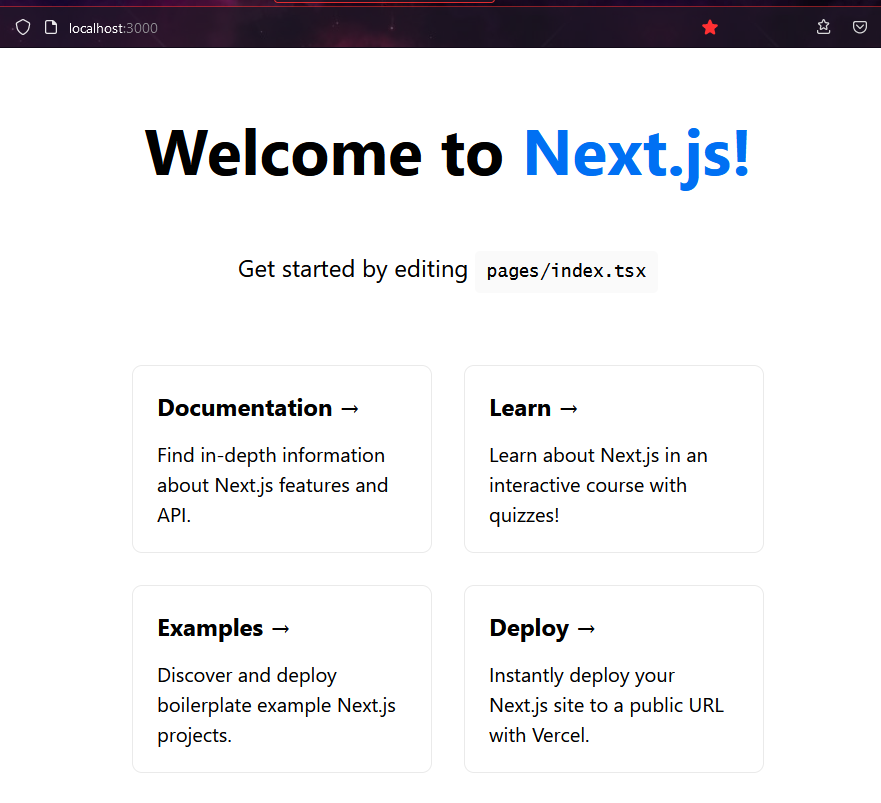 localhost:3000
Welcome to Next.js!
Get started by editing pages/index.tsx
Documentation →
Find in-depth information
about Next.js features and
API.
Learn →
Learn about Next.js in an
interactive course with
quizzes!
Examples →
Discover and deploy
boilerplate example Next.js
projects.
Deploy →
Instantly deploy your
Next.js site to a public URL
with Vercel.